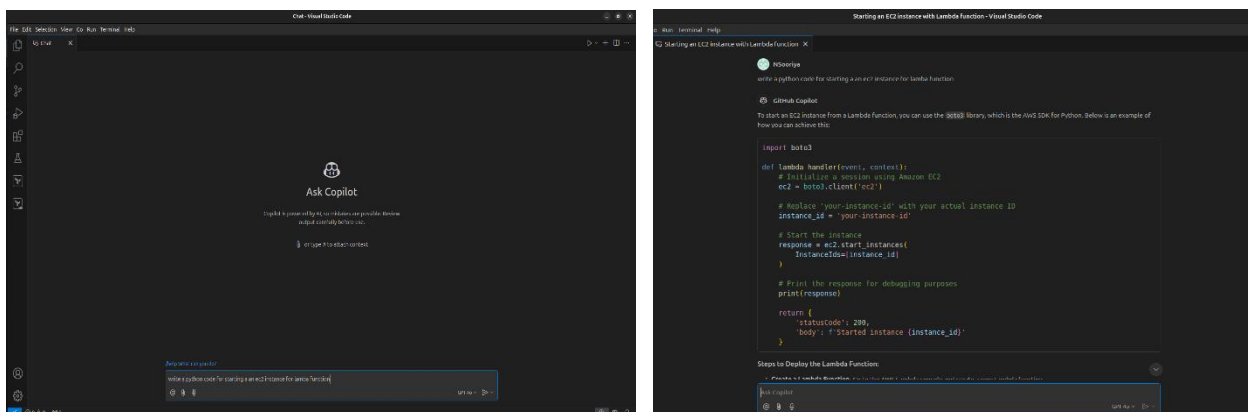 Chat - Visual Studio Code
File Edit Selection View Go Run Terminal Help
Chat
Ask Copilot
Copilot is powered by AI, so mistakes are possible. Review
output carefully before use.
or type # to attach context
write a python code for starting a an ec2 instance for lamba function
GPT 4o
Starting an EC2 instance with Lambda function - Visual Studio Code
Run Terminal Help
Starting an EC2 instance with Lambda function
NSooriya
write a python code for starting a an ec2 instance for lamba function
GitHub Copilot
To start an EC2 instance from a Lambda function, you can use the boto3 library, which is the AWS SDK for Python. Below is an example of
how you can achieve this:
import boto3
def lambda_handler(event, context):
# Initialize a session using Amazon EC2
ec2 = boto3.client('ec2')
# Replace 'your-instance-id' with your actual instance ID
instance_id = 'your-instance-id'
# Start the instance
response = ec2.start_instances(
InstanceIds=[instance_id]
)
# Print the response for debugging purposes
print(response)
return {
'statusCode': 200,
'body': f'Started instance {instance_id}'
}
Steps to Deploy the Lambda Function:
Ask Copilot
GPT 4o